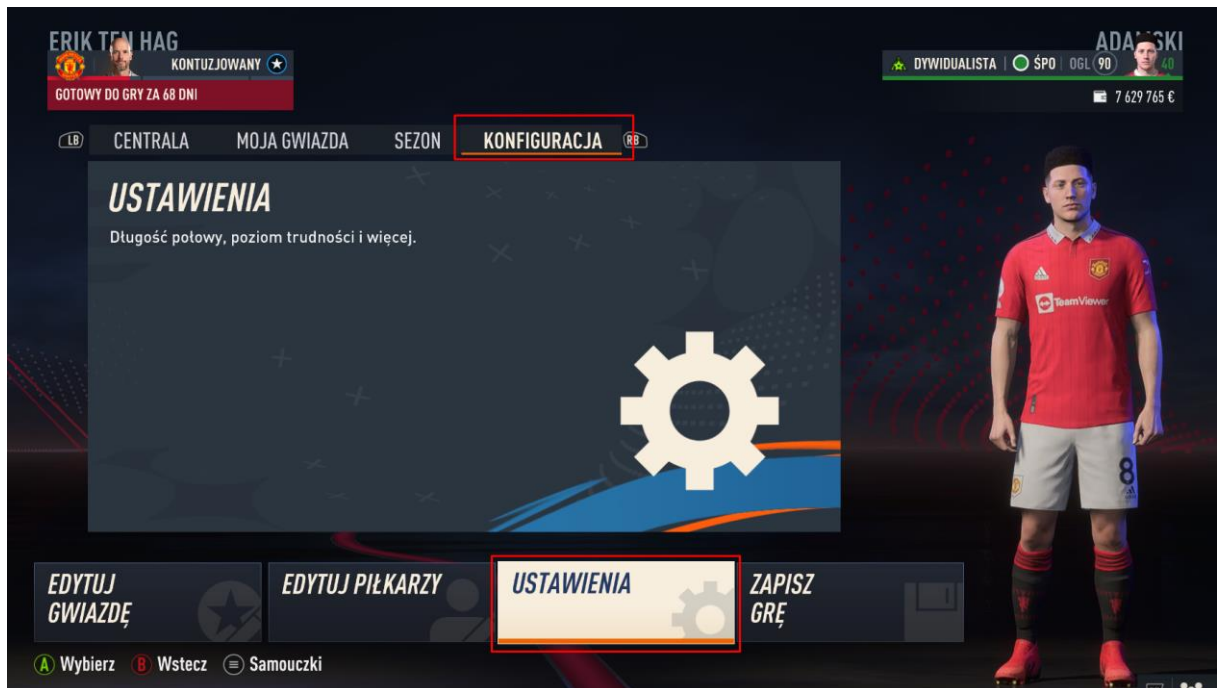 ERIK TEN HAG
KONTUZJOWANY
GOTOWY DO GRY ZA 68 DNI
DYWIDUALISTA | ŚPO | OGL 90 40
7 629 765 €
LB CENTRALA MOJA GWIAZDA SEZON KONFIGURACJA RB
USTAWIENIA
Długość połowy, poziom trudności i więcej.
TeamViewer
8
EDYTUJ
GWIAZDĘ
EDYTUJ PIŁKARZY
USTAWIENIA
ZAPISZ
GRĘ
A Wybierz B Wstecz Samouczki